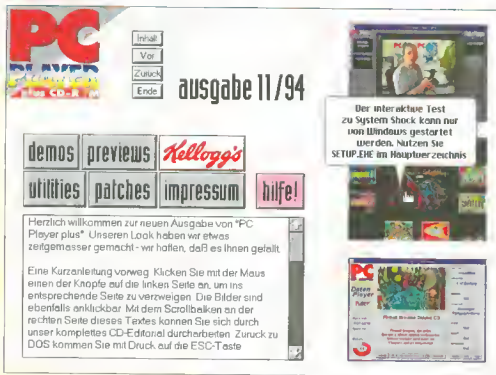 PC
PLAYER
plus CD-R
Inhalt
Vor
Zurück
Ende
ausgabe 11/94
demos
previews
Kellogg's
utilities
patches
impressum
hilfe!
Herzlich willkommen zur neuen Ausgabe von "PC
Player plus" Unseren Look haben wir etwas
zeitgemasser gemacht - wir hoffen, daß es Ihnen gefällt.
Eine Kurzanleitung vorweg Klicken Sie mit der Maus
einen der Knöpfe auf die linken Seite an, um ins
entsprechende Seite zu verzweigen Die Bilder sind
ebenfalls anklickbar Mit dem Scrollbalken an der
rechten Seite dieses Textes können Sie sich durch
unser komplettes CD-Editorial durcharbeiten Zurück zu
DOS kommen Sie mit Druck auf die ESC-Taste
Der interaktive Test
zu System Shock kann nur
von Windows gestartet
werden. Nutzen Sie
SETUP.EXE im Hauptverzeichnis
PC
Player